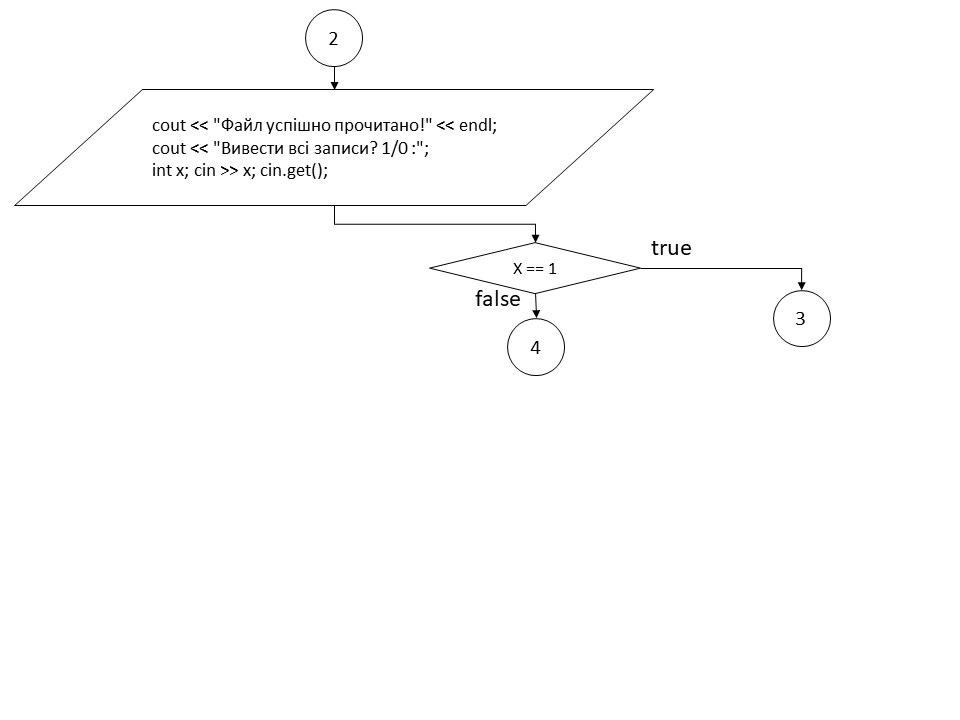 2
cout << "Файл успішно прочитано!" << endl;
cout << "Вивести всі записи? 1/0 :";
int x; cin >> x; cin.get();
true
X == 1
false
3
4